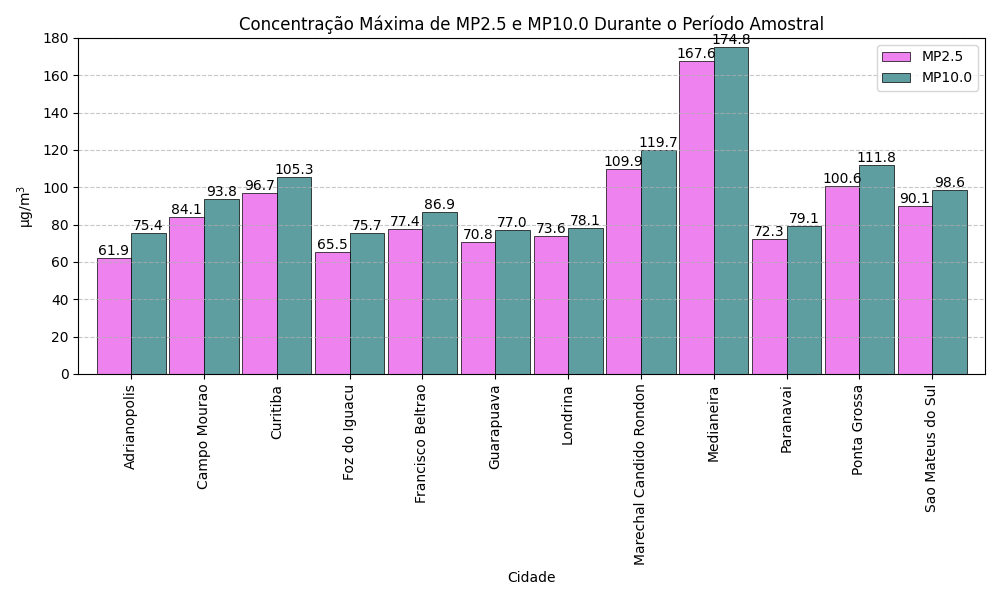 Concentração Máxima de MP2.5 e MP10.0 Durante o Período Amostral
MP2.5
MP10.0
µg/m³
180
160
140
120
100
80
60
40
20
0
61.9 75.4
84.1 93.8
96.7 105.3
65.5 75.7
77.4 86.9
70.8 77.0
73.6 78.1
109.9 119.7
167.6 174.8
72.3 79.1
100.6 111.8
90.1 98.6
Adrianopolis
Campo Mourao
Curitiba
Foz do Iguacu
Francisco Beltrao
Guarapuava
Londrina
Marechal Candido Rondon
Medianeira
Paranavai
Ponta Grossa
Sao Mateus do Sul
Cidade